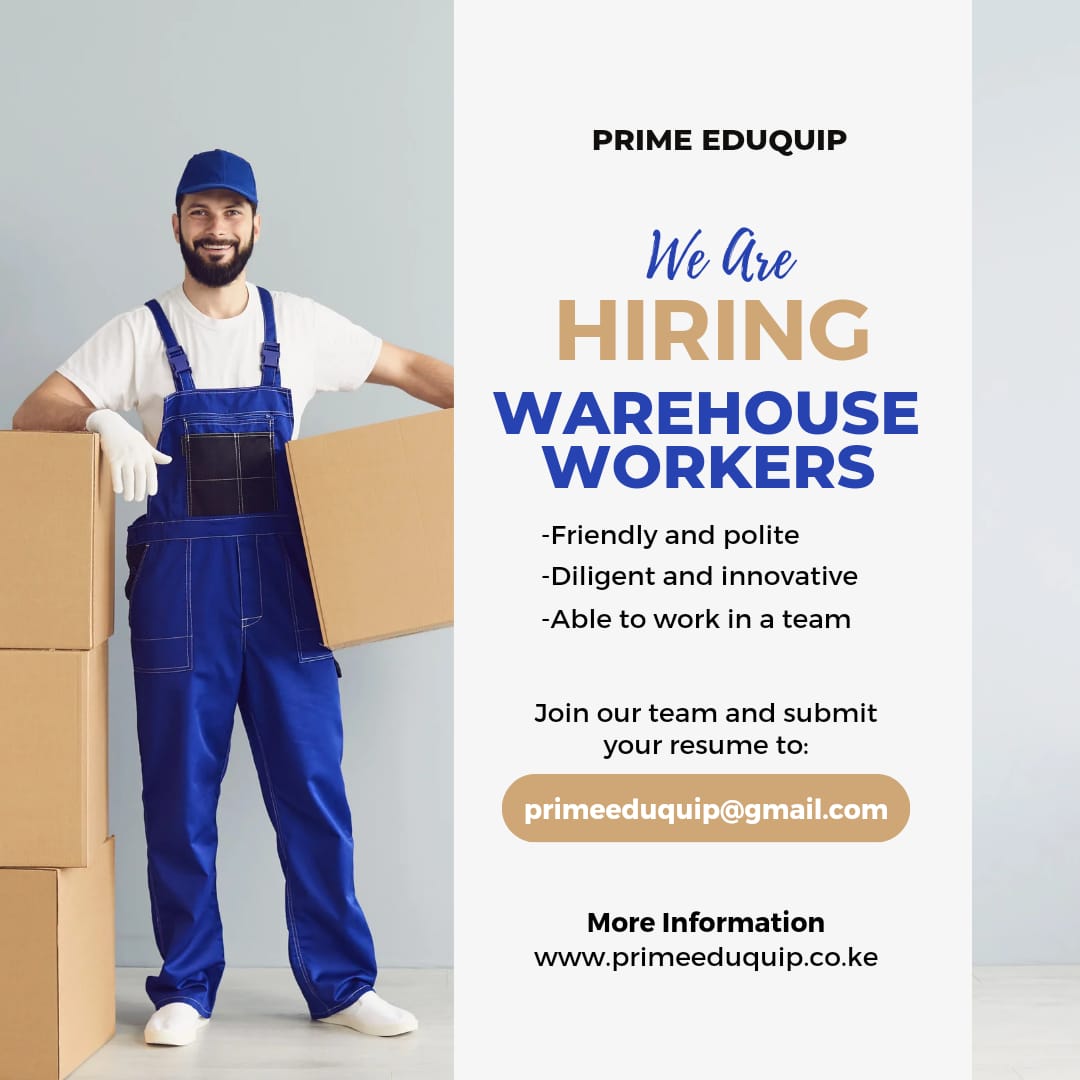 PRIME EDUQUIP
We Are
HIRING
WAREHOUSE
WORKERS
-Friendly and polite
-Diligent and innovative
-Able to work in a team
Join our team and submit
your resume to:
primeeduquip@gmail.com
More Information
www.primeeduquip.co.ke